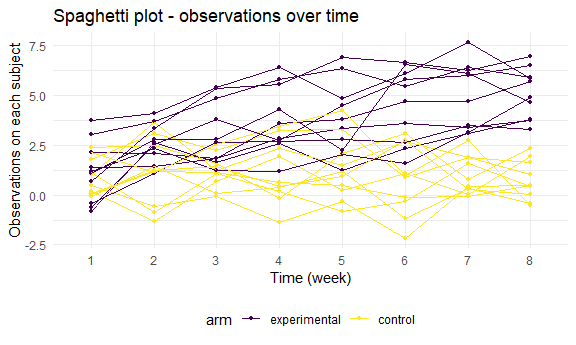 Spaghetti plot - observations over time
Observations on each subject
7.5
5.0
2.5
0.0
-2.5
1 2 3 4 5 6 7 8
Time (week)
arm experimental control